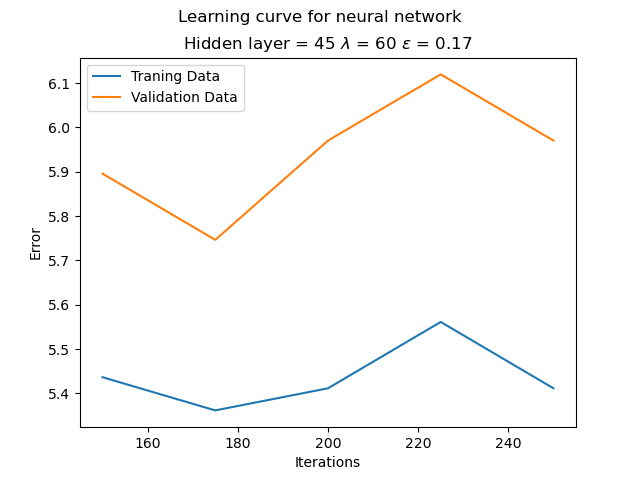 Learning curve for neural network
Hidden layer = 45 λ = 60 ε = 0.17
Traning Data
Validation Data
6.1
6.0
5.9
5.8
5.7
5.6
5.5
5.4
Error
160 180 200 220 240
Iterations